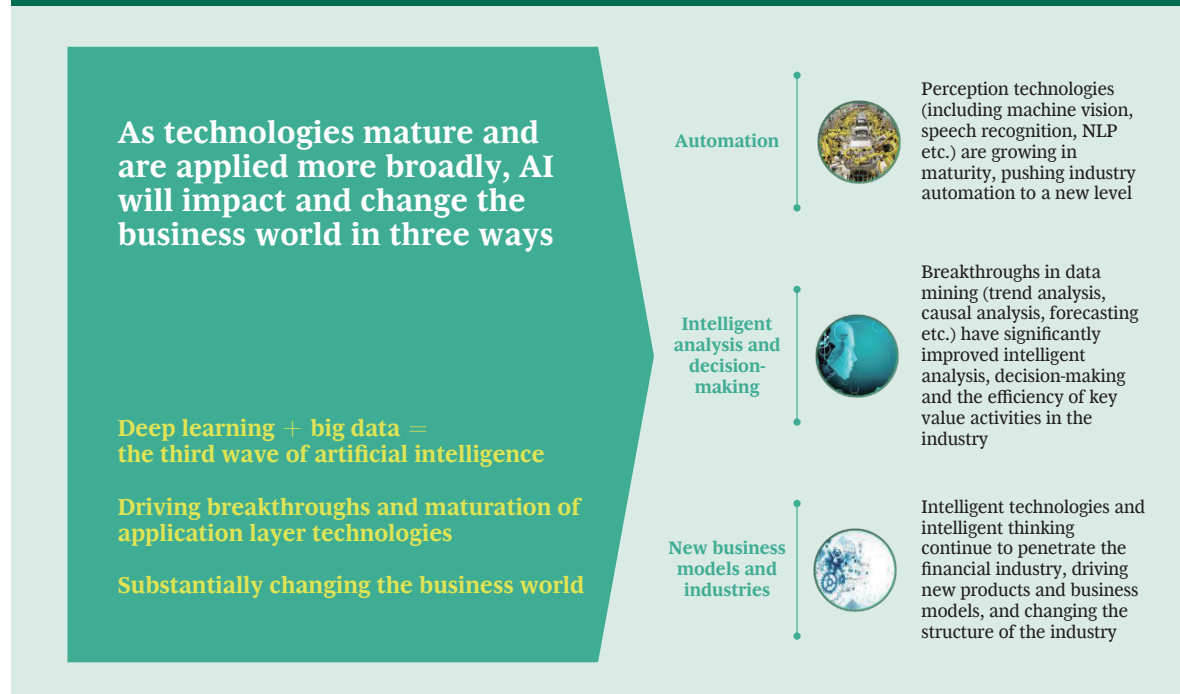 As technologies mature and
are applied more broadly, AI
will impact and change the
business world in three ways
Deep learning + big data =
the third wave of artificial intelligence
Driving breakthroughs and maturation of
application layer technologies
Substantially changing the business world
Automation
Perception technologies
(including machine vision,
speech recognition, NLP
etc.) are growing in
maturity, pushing industry
automation to a new level
Intelligent
analysis and
decision-
making
Breakthroughs in data
mining (trend analysis,
causal analysis, forecasting
etc.) have significantly
improved intelligent
analysis, decision-making
and the efficiency of key
value activities in the
industry
New business
models and
industries
Intelligent technologies and
intelligent thinking
continue to penetrate the
financial industry, driving
new products and business
models, and changing the
structure of the industry